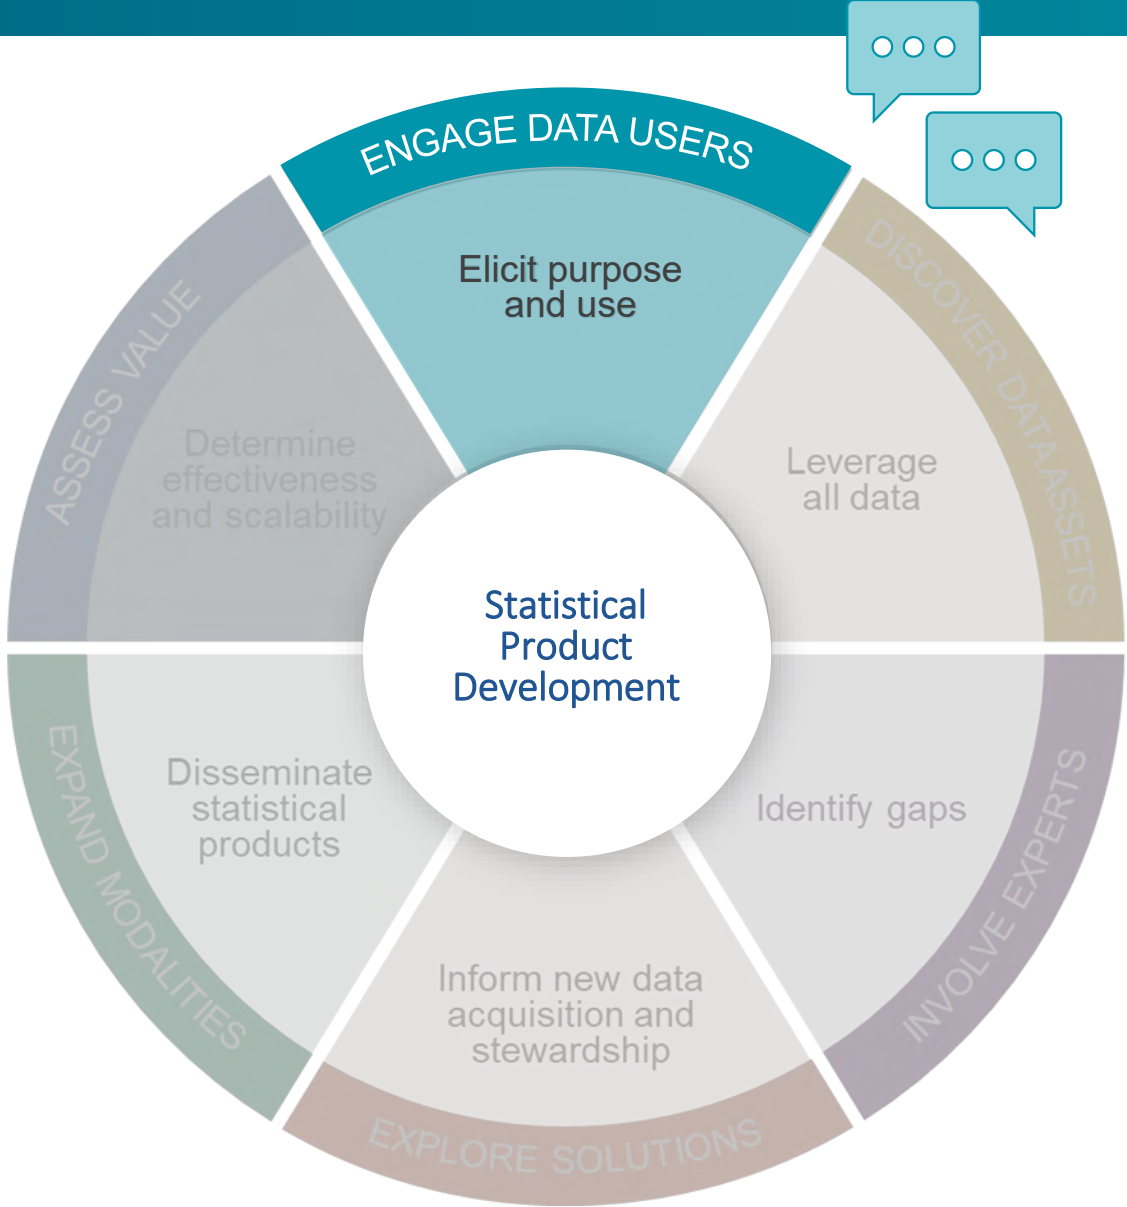 ENGAGE DATA USERS
Elicit purpose
and use
DISCOVER DATA ASSETS
Leverage
all data
INVOLVE EXPERTS
Identify gaps
EXPLORE SOLUTIONS
Inform new data
acquisition and
stewardship
EXPAND MODALITIES
Disseminate
statistical
products
ASSESS VALUE
Determine
effectiveness
and scalability
Statistical
Product
Development